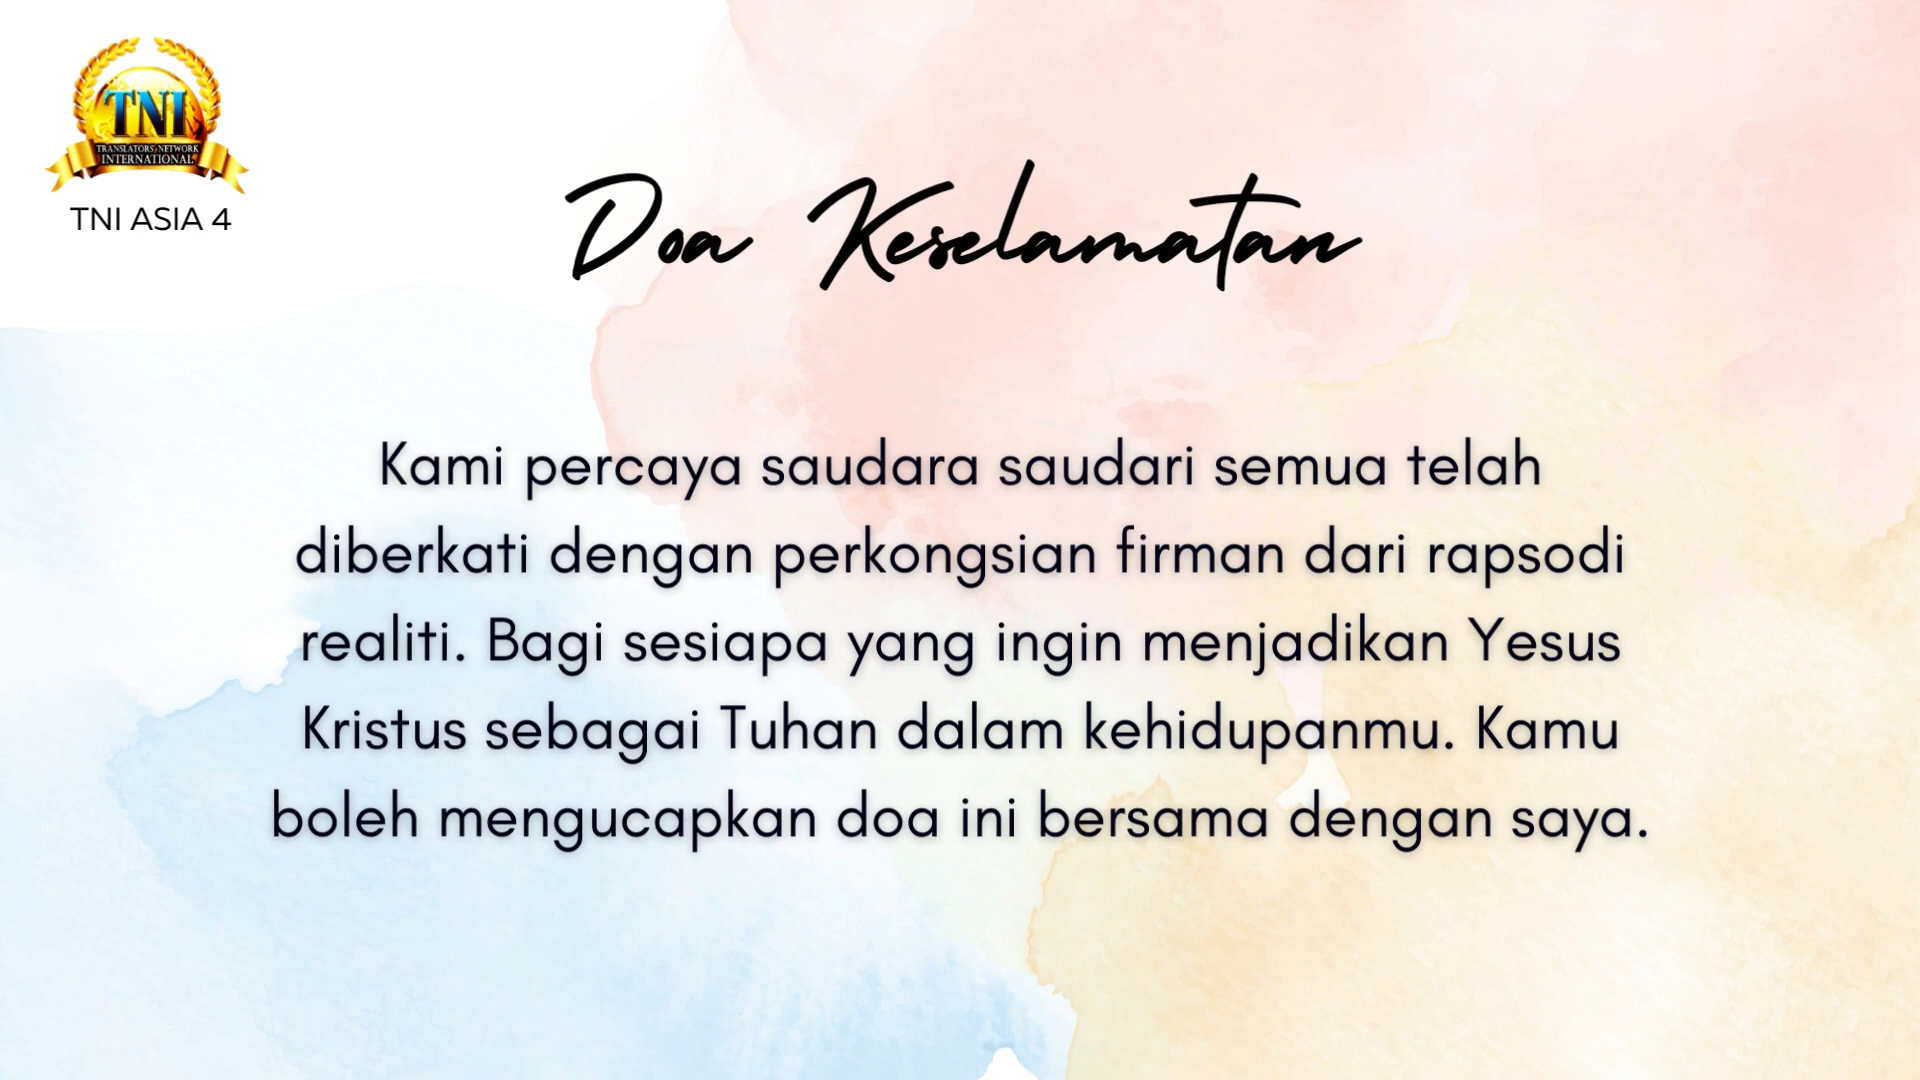 TNI
TRANSLATORS' NETWORK
INTERNATIONAL
TNI ASIA 4
Doa Keselamatan
Kami percaya saudara saudari semua telah
diberkati dengan perkongsian firman dari rapsodi
realiti. Bagi sesiapa yang ingin menjadikan Yesus
Kristus sebagai Tuhan dalam kehidupanmu. Kamu
boleh mengucapkan doa ini bersama dengan saya.